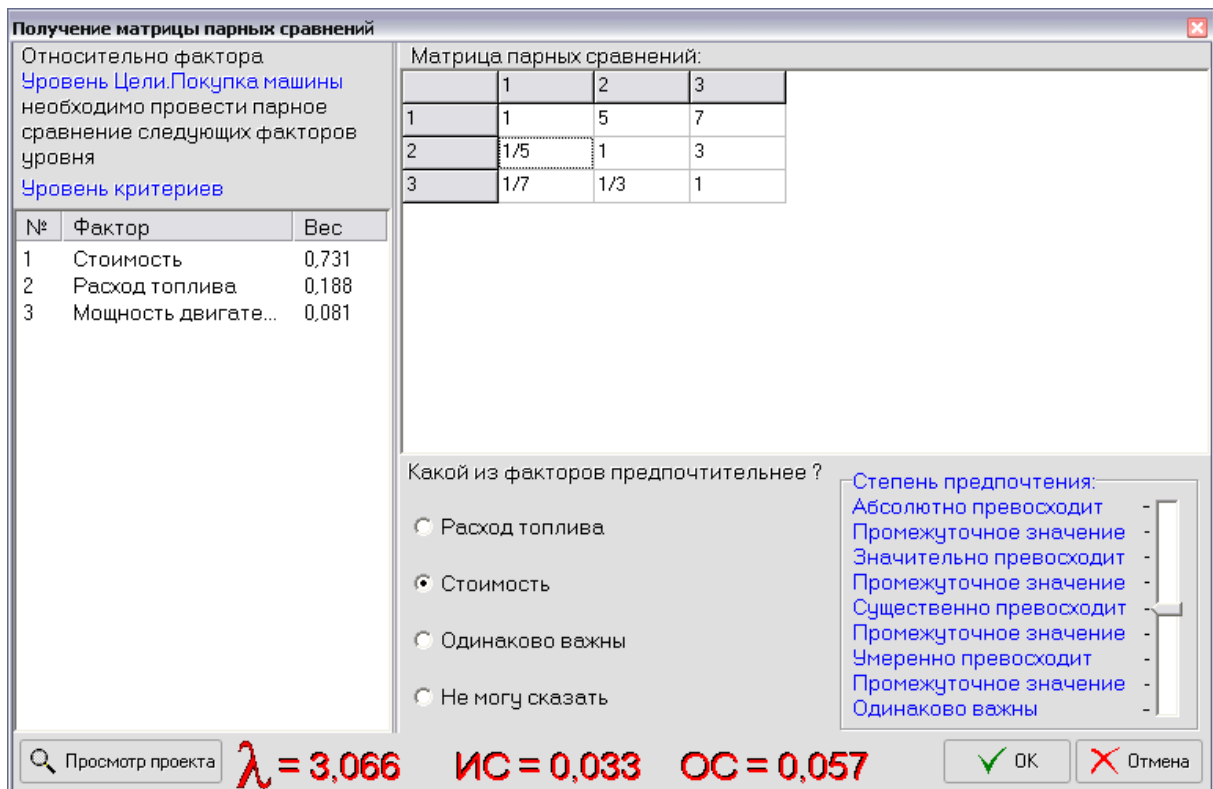 Получение матрицы парных сравнений
Относительно фактора
Уровень Цели.Покупка машины
необходимо провести парное
сравнение следующих факторов
уровня
Уровень критериев
№ Фактор Вес
1 Стоимость 0,731
2 Расход топлива 0,188
3 Мощность двигате... 0,081
Матрица парных сравнений:
1 2 3
1 1 5 7
2 1/5 1 3
3 1/7 1/3 1
Какой из факторов предпочтительнее ?
Расход топлива
Стоимость
Одинаково важны
Не могу сказать
Степень предпочтения:
Абсолютно превосходит -
Промежуточное значение -
Значительно превосходит -
Промежуточное значение -
Существенно превосходит -
Промежуточное значение -
Умеренно превосходит -
Промежуточное значение -
Одинаково важны -
Просмотр проекта
λ = 3,066 ИС = 0,033 ОС = 0,057
OK
Отмена